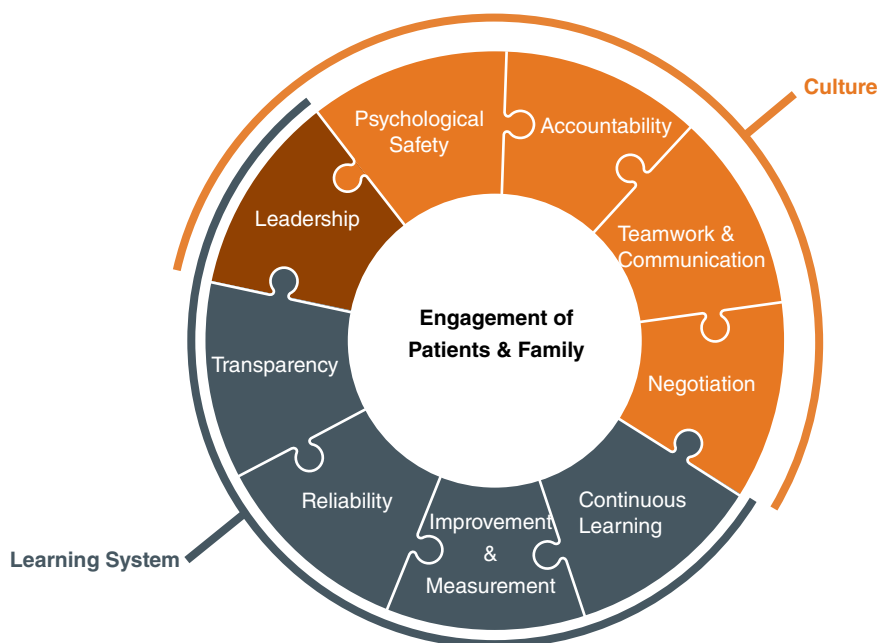 Culture
Psychological
Safety
Accountability
Leadership
Teamwork &
Communication
Engagement of
Patients & Family
Transparency
Negotiation
Reliability
Continuous
Learning
Improvement
&
Measurement
Learning System